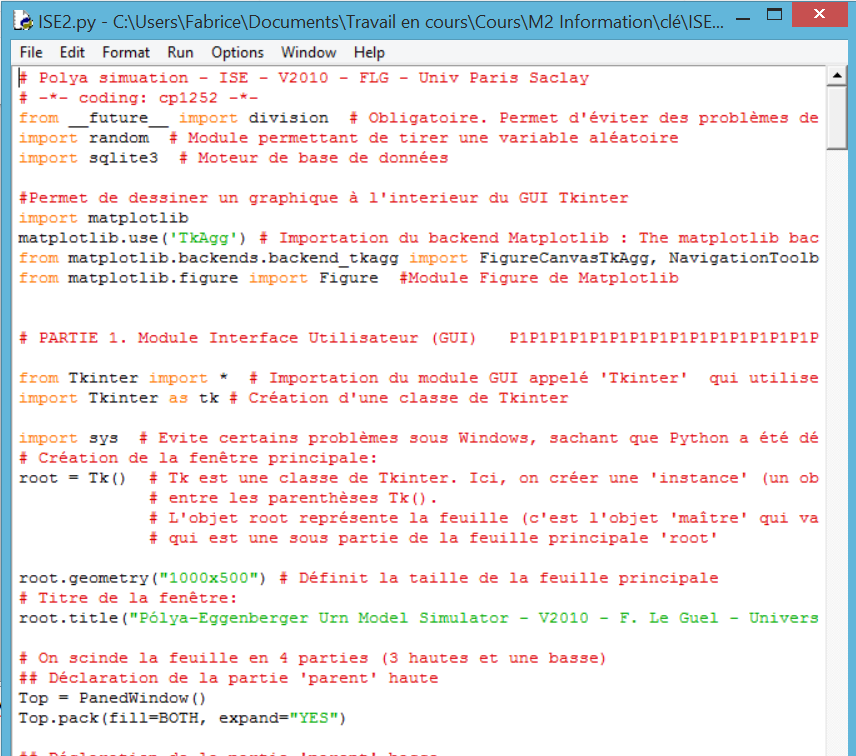 ISE2.py - C:\Users\Fabrice\Documents\Travail en cours\Cours\M2 Information\clé\ISE...
File Edit Format Run Options Window Help
# Polya simuation - ISE - V2010 - FLG - Univ Paris Saclay
# -*- coding: cp1252 -*-
from __future__ import division  # Obligatoire. Permet d'éviter des problèmes de
import random  # Module permettant de tirer une variable aléatoire
import sqlite3  # Moteur de base de données
#Permet de dessiner un graphique à l'interieur du GUI Tkinter
import matplotlib
matplotlib.use('TkAgg') # Importation du backend Matplotlib : The matplotlib bac
from matplotlib.backends.backend_tkagg import FigureCanvasTkAgg, NavigationToolb
from matplotlib.figure import Figure  #Module Figure de Matplotlib
# PARTIE 1. Module Interface Utilisateur (GUI)   P1P1P1P1P1P1P1P1P1P1P1P1P1P1P1P
from Tkinter import *  # Importation du module GUI appelé 'Tkinter'  qui utilise
import Tkinter as tk # Création d'une classe de Tkinter
import sys  # Evite certains problèmes sous Windows, sachant que Python a été dé
# Création de la fenêtre principale:
root = Tk()  # Tk est une classe de Tkinter. Ici, on créer une 'instance' (un ob
# entre les parenthèses Tk().
# L'objet root représente la feuille (c'est l'objet 'maître' qui va
# qui est une sous partie de la feuille principale 'root'
root.geometry("1000x500") # Définit la taille de la feuille principale
# Titre de la fenêtre:
root.title("Pólya-Eggenberger Urn Model Simulator - V2010 - F. Le Guel - Univers
# On scinde la feuille en 4 parties (3 hautes et une basse)
## Déclaration de la partie 'parent' haute
Top = PanedWindow()
Top.pack(fill=BOTH, expand="YES")
## Déclaration de la partie 'parent' basse